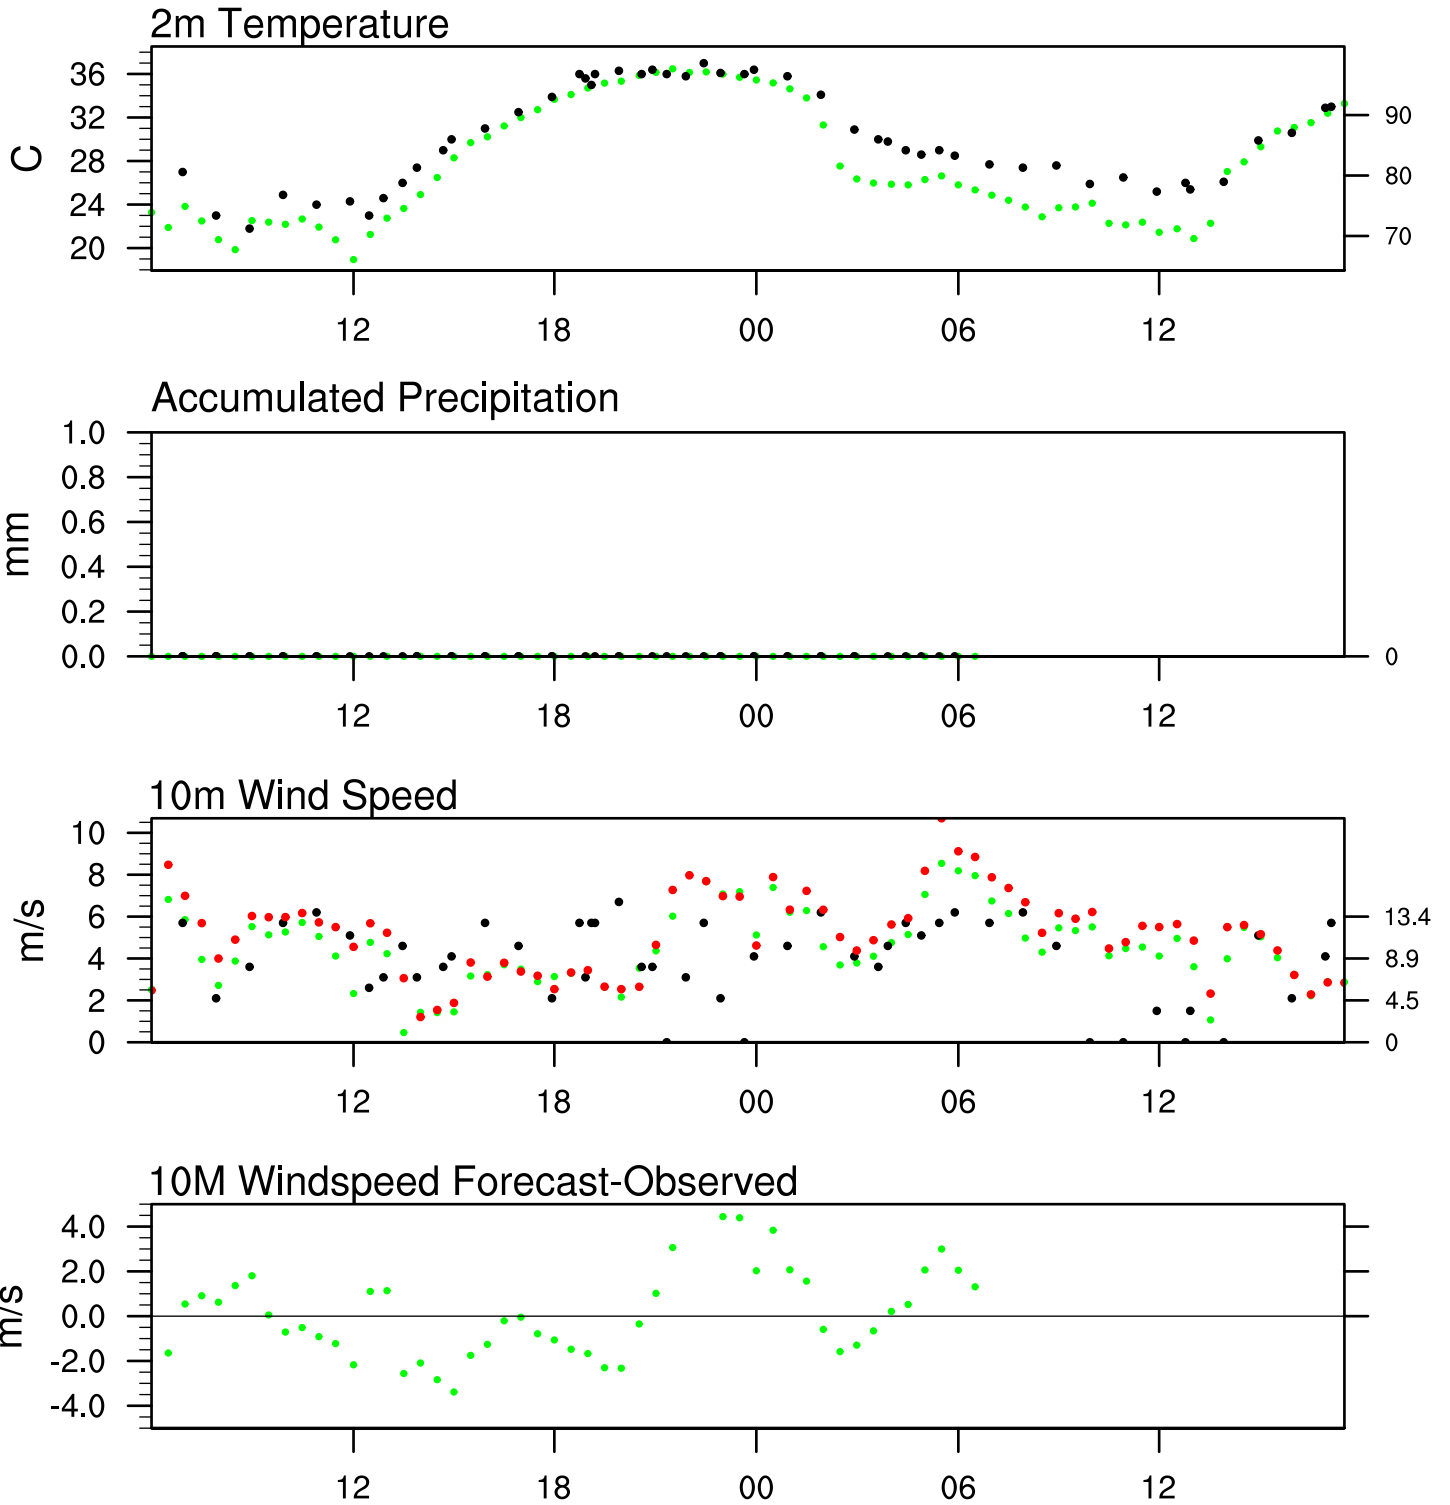 2m Temperature
36
32
28
24
20
C
90
80
70
12 18 00 06 12
Accumulated Precipitation
1.0
0.8
0.6
0.4
0.2
0.0
mm
0
12 18 00 06 12
10m Wind Speed
10
8
6
4
2
0
m/s
13.4
8.9
4.5
0
12 18 00 06 12
10M Windspeed Forecast-Observed
4.0
2.0
0.0
-2.0
-4.0
m/s
12 18 00 06 12